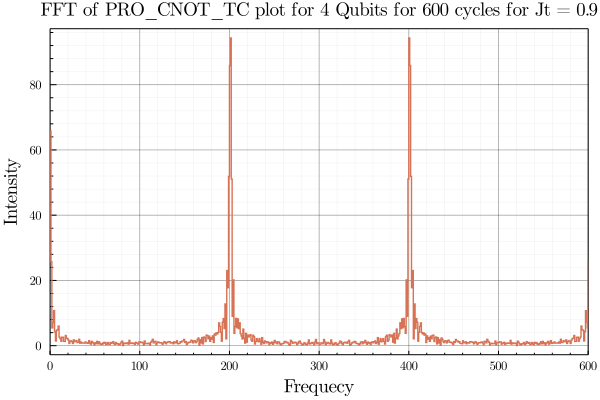 FFT of PRO_CNOT_TC plot for 4 Qubits for 600 cycles for Jt = 0.9
Intensity
80
60
40
20
0
0 100 200 300 400 500 600
Frequecy